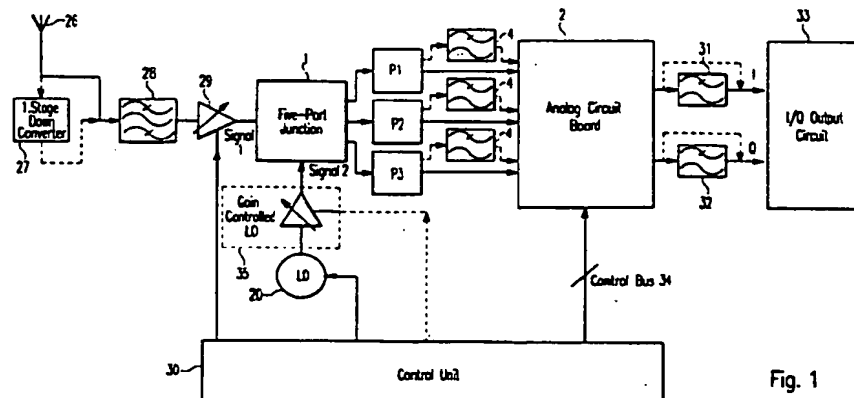 26
1.Stage
Down
Converter
27
28
29
Signal
1
1
Five-Port
Junction
Signal 2
Gain
Controlled
LO
35
LO
20
P1
P2
P3
4
4
4
2
Analog Circuit
Board
31
I
32
Q
33
I/Q Output
Circuit
Control Bus 34
30
Control Unit
Fig. 1